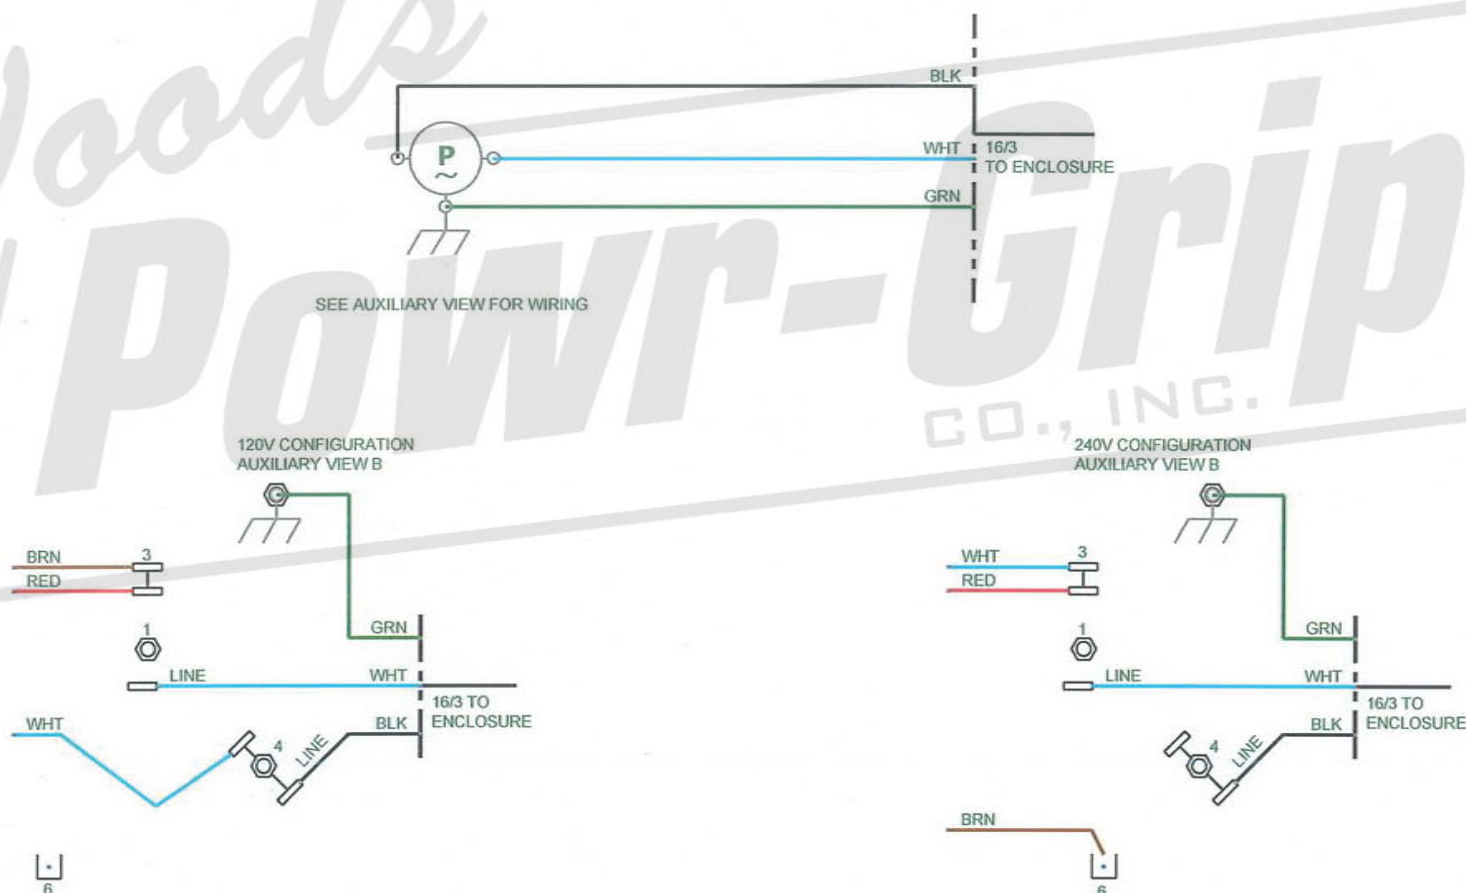 Woods
Powr-Grip
CO., INC.
BLK
P
WHT
16/3
TO ENCLOSURE
GRN
SEE AUXILIARY VIEW FOR WIRING
120V CONFIGURATION
AUXILIARY VIEW B
BRN
3
RED
1
GRN
LINE
WHT
16/3 TO
ENCLOSURE
WHT
4
LINE
BLK
6
240V CONFIGURATION
AUXILIARY VIEW B
WHT
3
RED
1
GRN
LINE
WHT
16/3 TO
ENCLOSURE
4
LINE
BLK
BRN
6